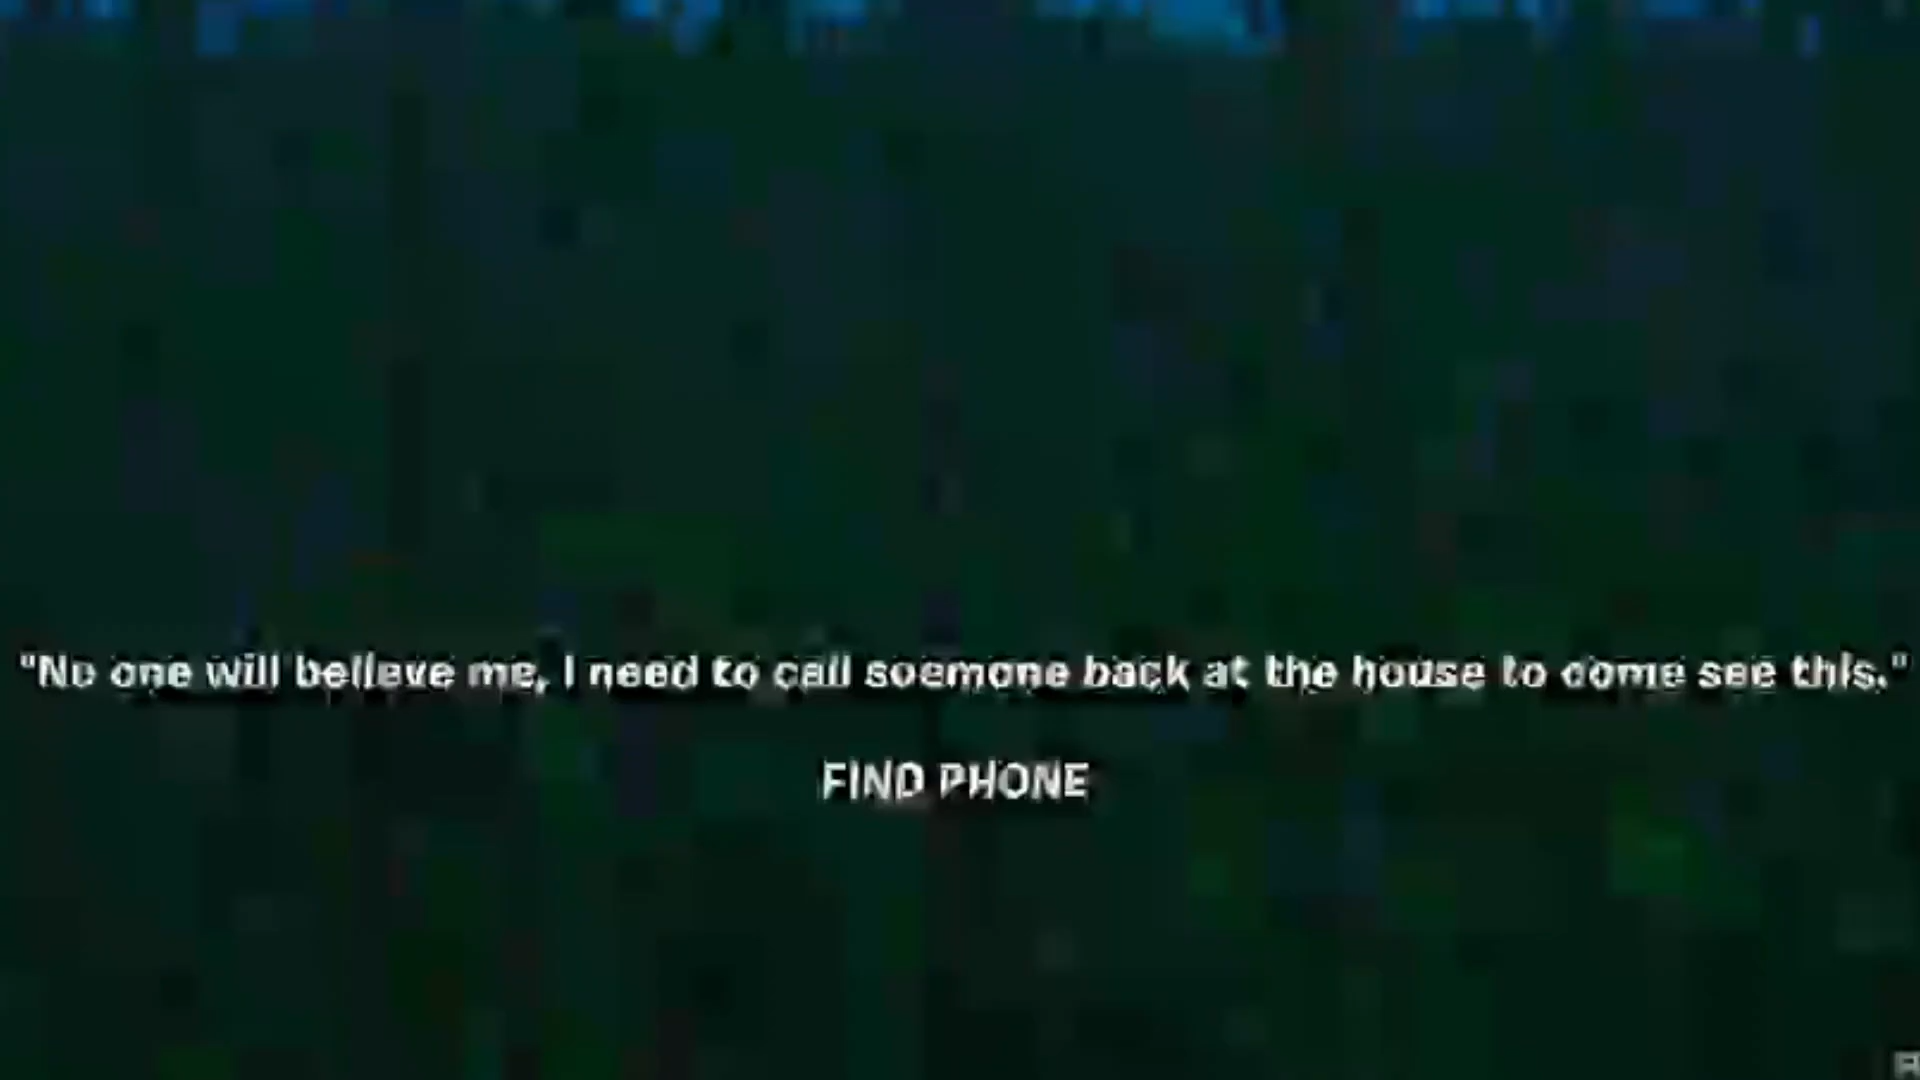 "No one will believe me, I need to call soemone back at the house to come see this."
FIND PHONE